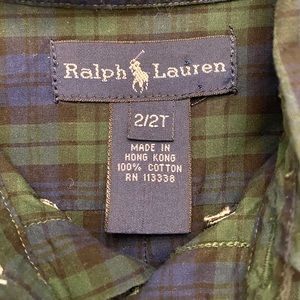 Ralph Lauren
2/2T
MADE IN
HONG KONG
100% COTTON
RN 113338